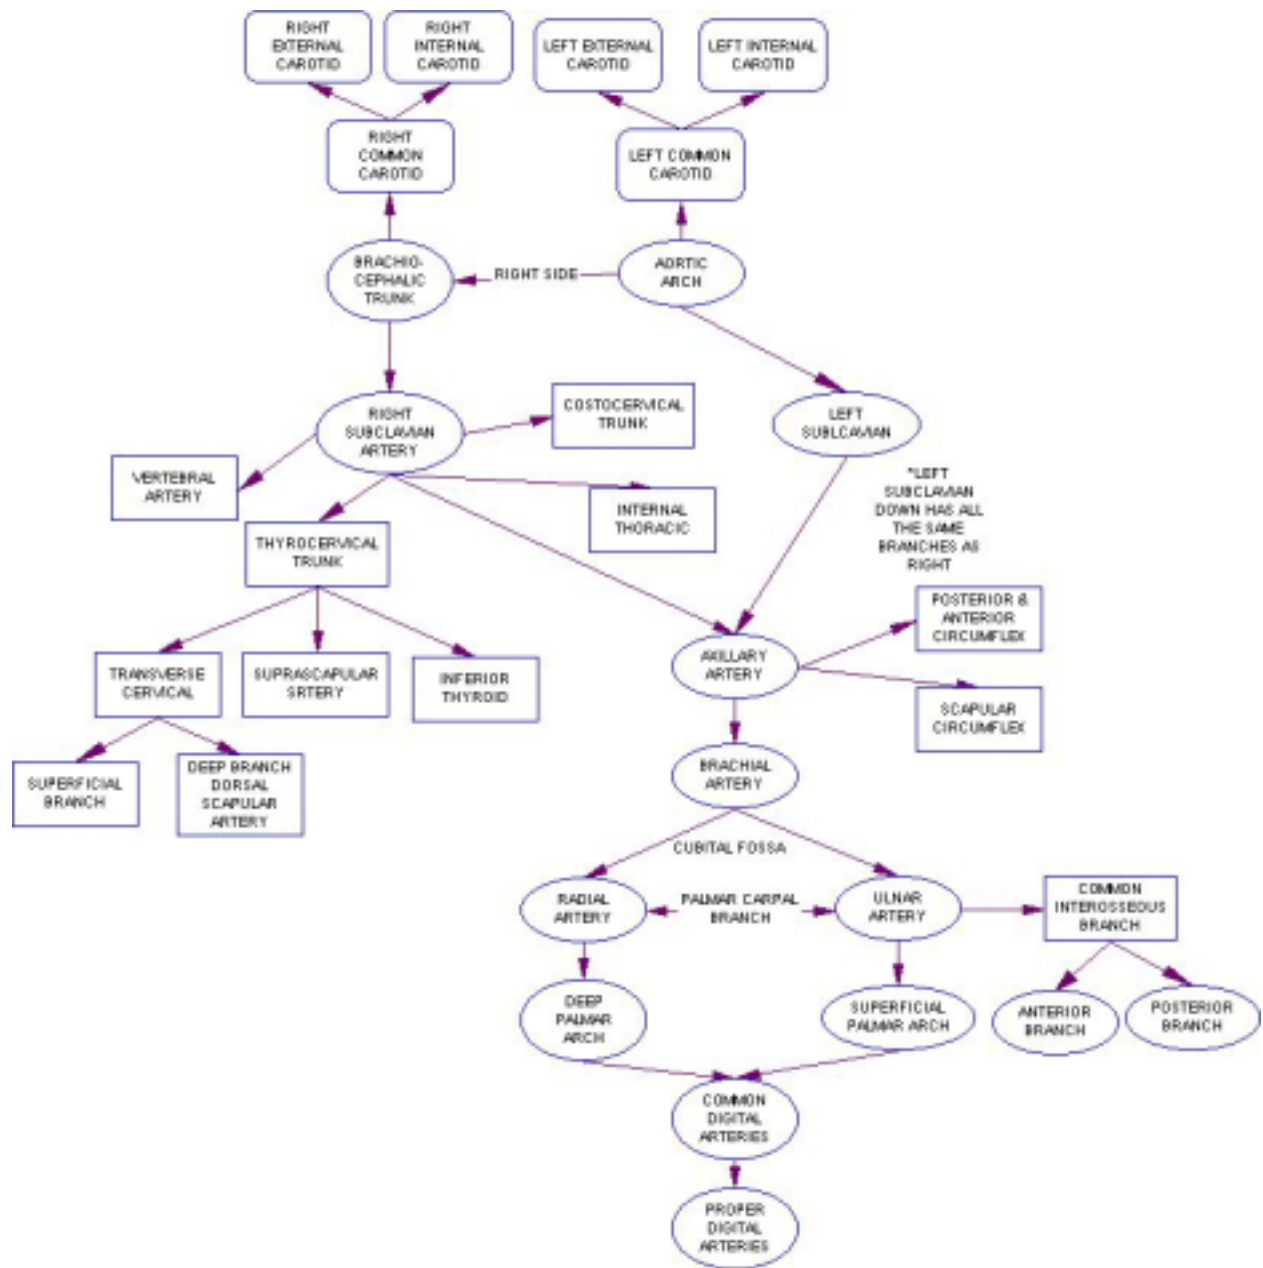 RIGHT
EXTERNAL
CAROTID
RIGHT
INTERNAL
CAROTID
LEFT EXTERNAL
CAROTID
LEFT INTERNAL
CAROTID
RIGHT
COMMON
CAROTID
LEFT COMMON
CAROTID
BRACHIO-
CEPHALIC
TRUNK
RIGHT SIDE
AORTIC
ARCH
RIGHT
SUBCLAVIAN
ARTERY
COSTOCERVICAL
TRUNK
LEFT
SUBLCAVIAN
VERTEBRAL
ARTERY
INTERNAL
THORACIC
*LEFT
SUBCLAVIAN
DOWN HAS ALL
THE SAME
BRANCHES AS
RIGHT
THYROCERVICAL
TRUNK
POSTERIOR &
ANTERIOR
CIRCUMFLEX
TRANSVERSE
CERVICAL
SUPRASCAPULAR
SRTERY
INFERIOR
THYROID
AXILLARY
ARTERY
SCAPULAR
CIRCUMFLEX
SUPERFICIAL
BRANCH
DEEP BRANCH
DORSAL
SCAPULAR
ARTERY
BRACHIAL
ARTERY
CUBITAL FOSSA
RADIAL
ARTERY
PALMAR CARPAL
BRANCH
ULNAR
ARTERY
COMMON
INTEROSSEOUS
BRANCH
DEEP
PALMAR
ARCH
SUPERFICIAL
PALMAR ARCH
ANTERIOR
BRANCH
POSTERIOR
BRANCH
COMMON
DIGITAL
ARTERIES
PROPER
DIGITAL
ARTERIES